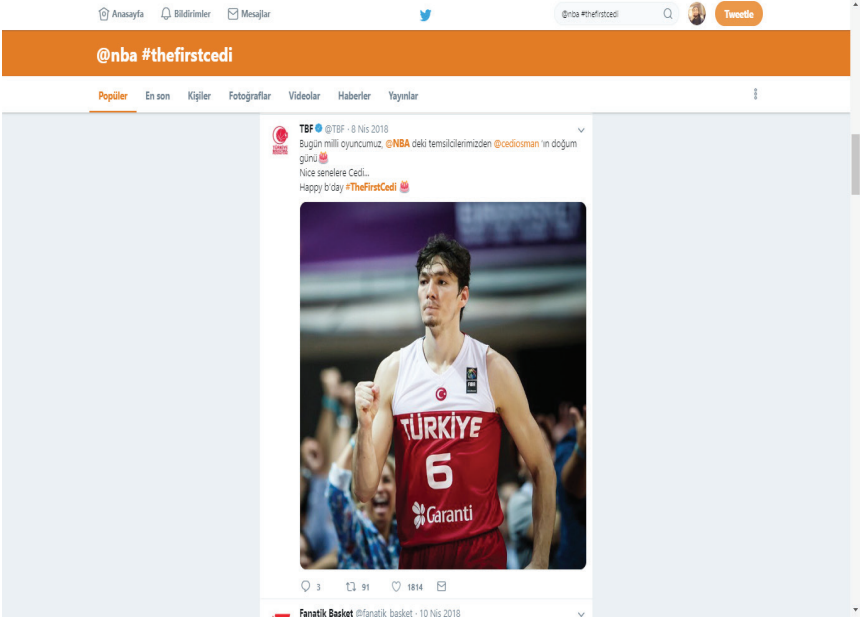 Anasayfa Bildirimler Mesajlar @nba #thefirstcedi Tweetle
@nba #thefirstcedi
Popüler En son Kişiler Fotoğraflar Videolar Haberler Yayınlar
TBF @TBF · 8 Nis 2018
Bugün milli oyuncumuz, @NBA deki temsilcilerimizden @cediosman 'ın doğum
günü
Nice senelere Cedi...
Happy b'day #TheFirstCedi
TÜRKİYE
6
Garanti
3 91 1814
Fanatik Basket @fanatik_basket · 10 Nis 2018